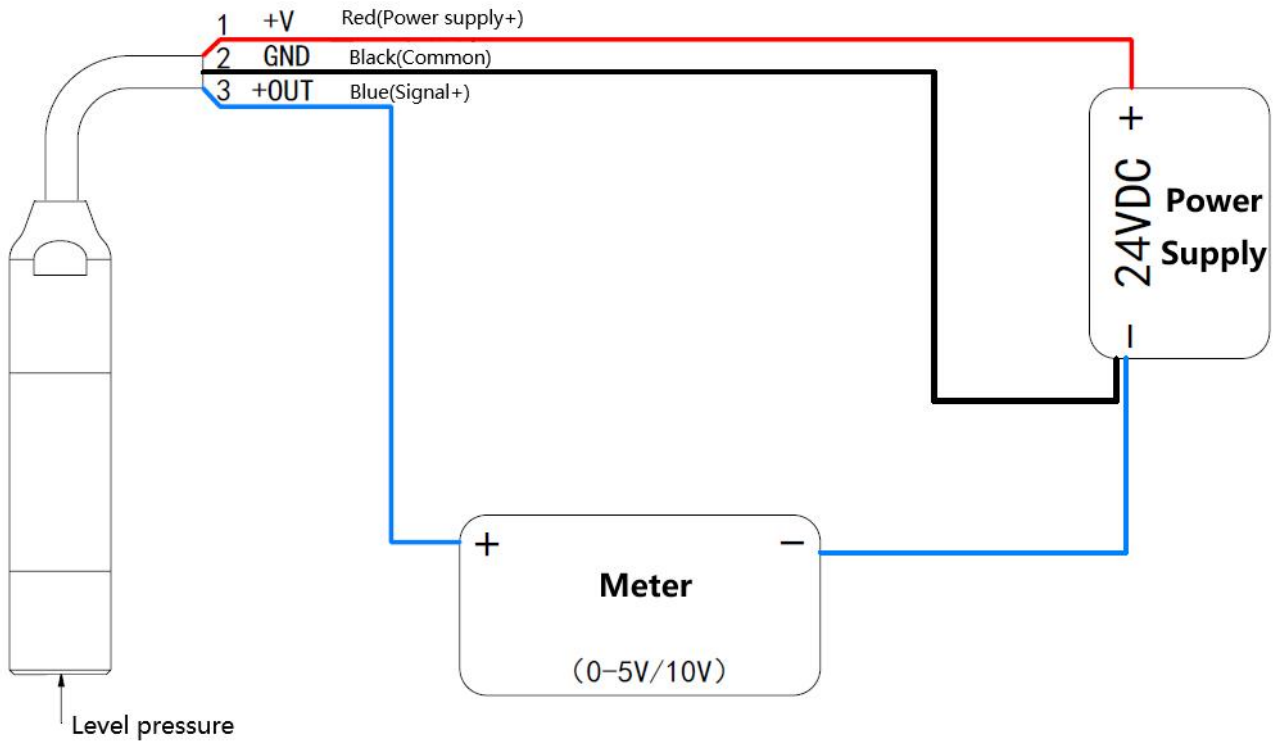 1 +V Red(Power supply+)
2 GND Black(Common)
3 +OUT Blue(Signal+)
+
24VDC
−
Power
Supply
+ −
Meter
(0-5V/10V)
Level pressure